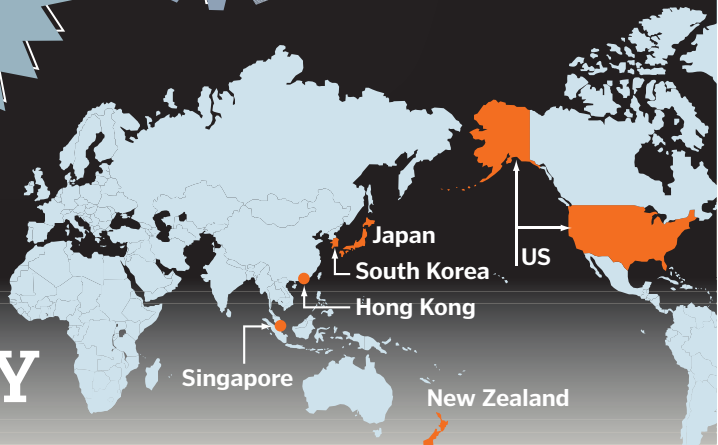 Japan
South Korea
US
Hong Kong
Singapore
New Zealand
Y